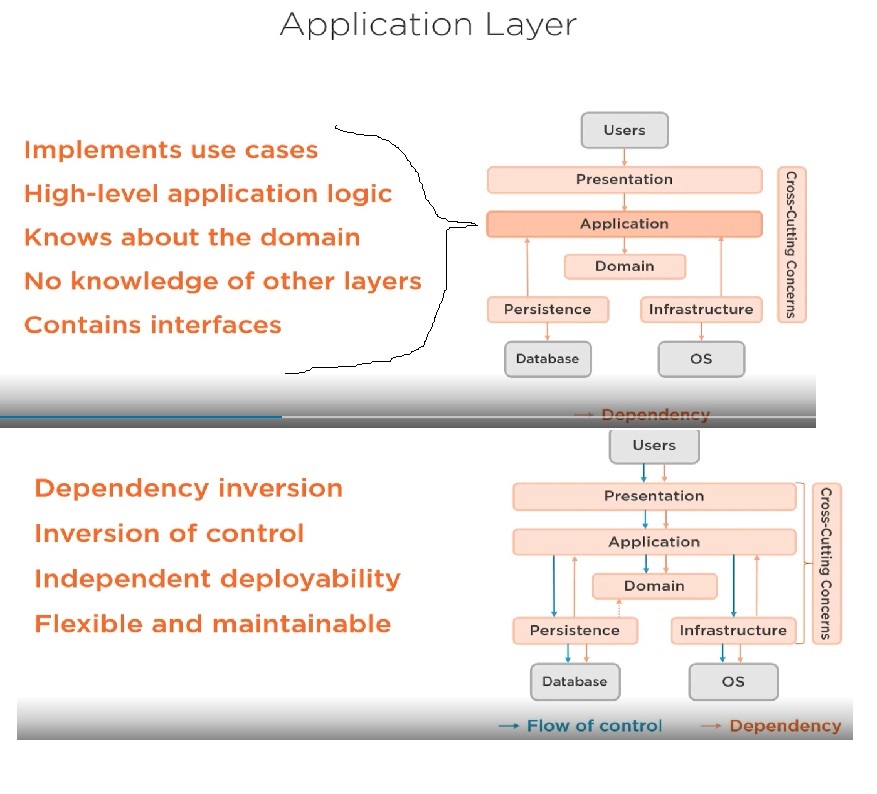 Application Layer
Implements use cases
High-level application logic
Knows about the domain
No knowledge of other layers
Contains interfaces
Users
Presentation
Application
Domain
Persistence
Infrastructure
Database
OS
Cross-Cutting Concerns
→ Dependency
Dependency inversion
Inversion of control
Independent deployability
Flexible and maintainable
Users
Presentation
Application
Domain
Persistence
Infrastructure
Database
OS
Cross-Cutting Concerns
→ Flow of control
→ Dependency